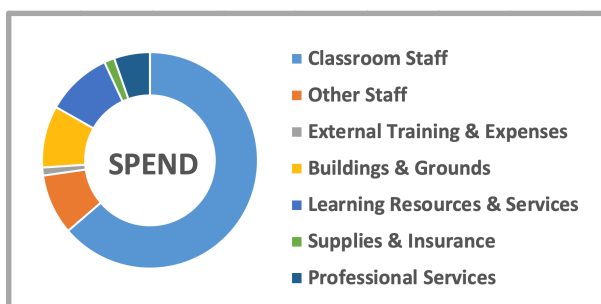 SPEND
Classroom Staff
Other Staff
External Training & Expenses
Buildings & Grounds
Learning Resources & Services
Supplies & Insurance
Professional Services